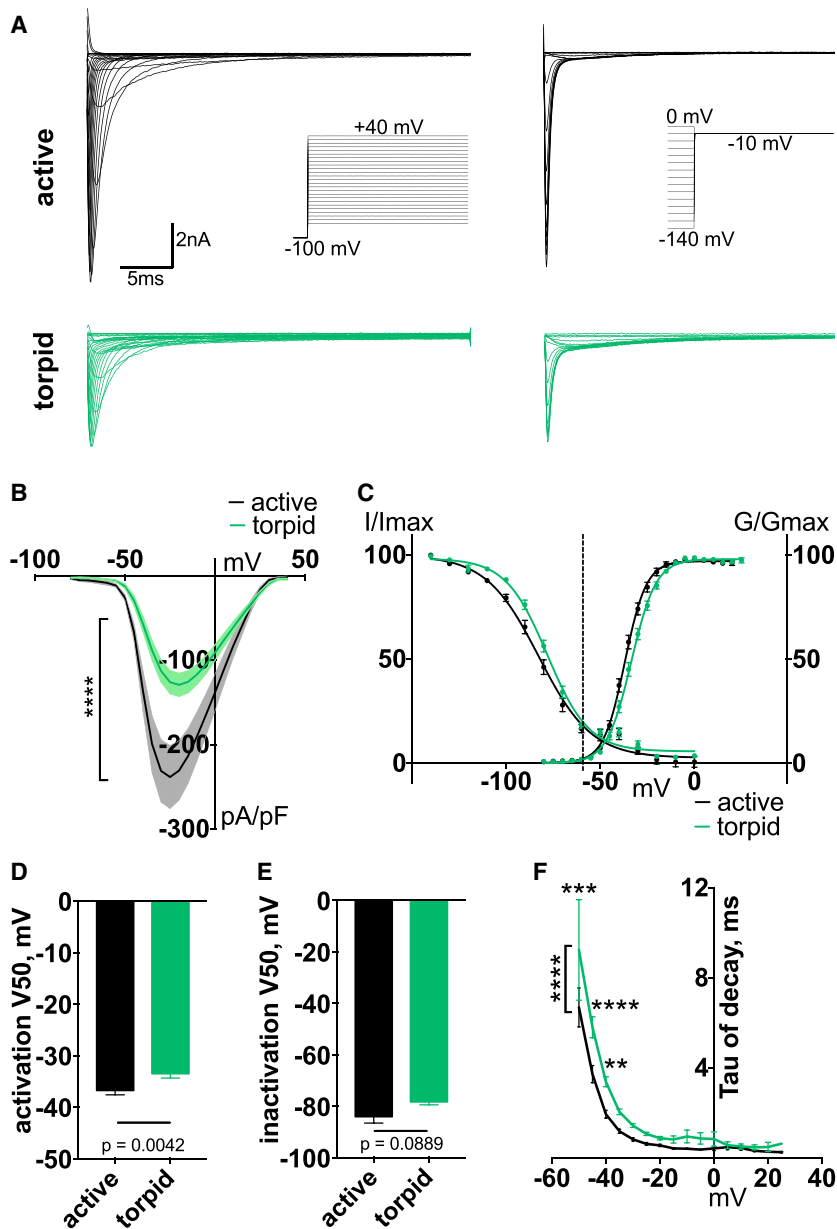 A
active
+40 mV
-100 mV
2nA
5ms
0 mV
-10 mV
-140 mV
torpid
B
active
torpid
-100
-50
mV
50
-100
-200
-300
pA/pF
****
C
I/Imax
G/Gmax
100
50
0
100
50
0
-100
-50
0
mV
active
torpid
D
activation V50, mV
0
-10
-20
-30
-40
-50
p = 0.0042
active
torpid
E
inactivation V50, mV
0
-20
-40
-60
-80
-100
p = 0.0889
active
torpid
F
***
****
****
**
Tau of decay, ms
12
8
4
-60
-40
-20
0
20
40
mV